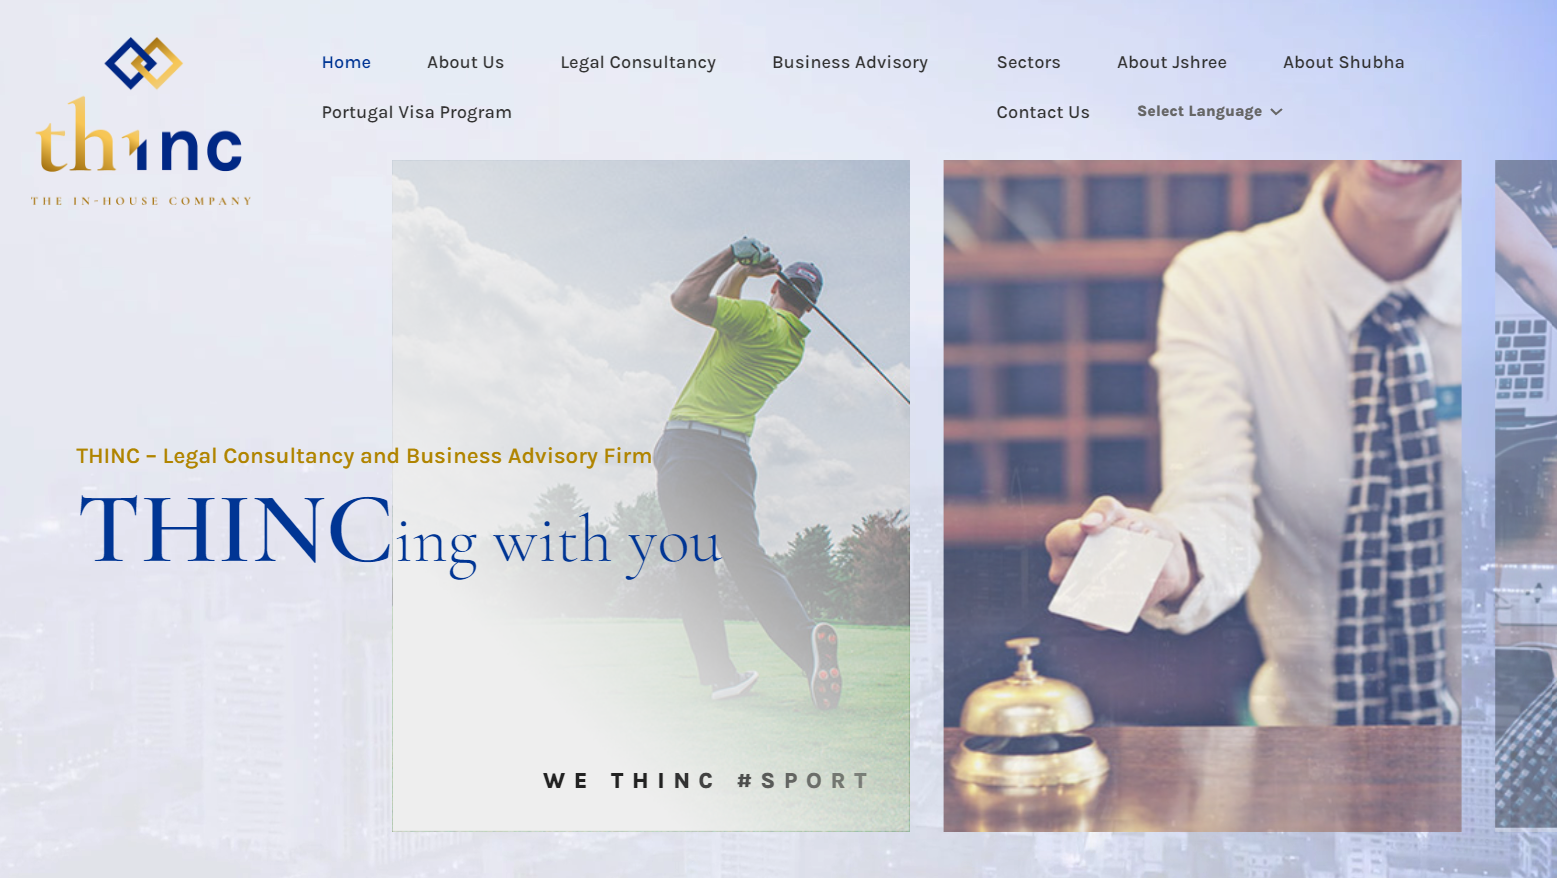 thinc
THE IN-HOUSE COMPANY
Home About Us Legal Consultancy Business Advisory Sectors About Jshree About Shubha
Portugal Visa Program Contact Us Select Language
THINC – Legal Consultancy and Business Advisory Firm
THINCing with you
WE THINC #SPORT